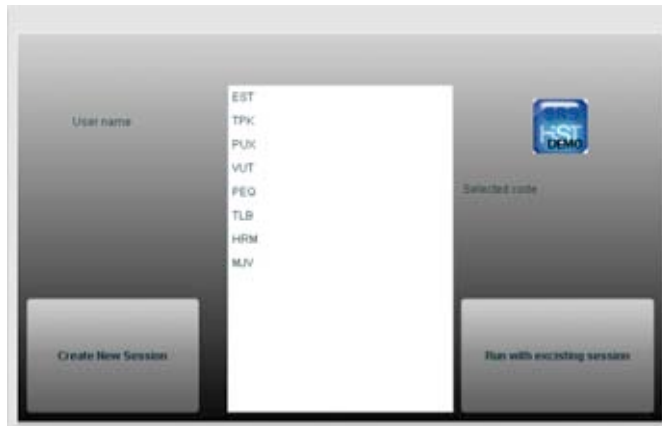 User name
EST
TPK
PUX
VUT
PEQ
TLB
HRM
MJV
SRS
HST
DEMO
Selected code
Create New Session
Run with excisting session